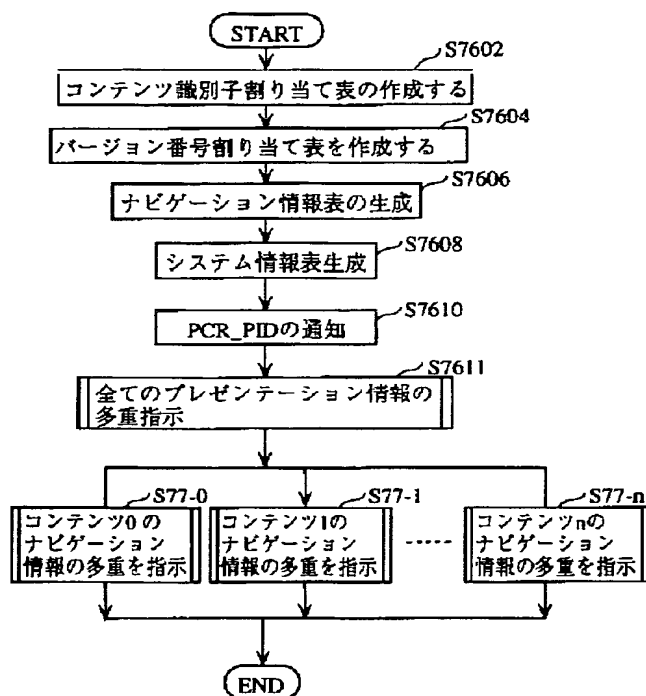 START
S7602
コンテンツ識別子割り当て表の作成する
S7604
バージョン番号割り当て表を作成する
S7606
ナビゲーション情報表の生成
S7608
システム情報表生成
S7610
PCR_PIDの通知
S7611
全てのプレゼンテーション情報の
多重指示
S77-0
コンテンツ0の
ナビゲーション
情報の多重を指示
S77-1
コンテンツ1の
ナビゲーション
情報の多重を指示
S77-n
コンテンツnの
ナビゲーション
情報の多重を指示
END